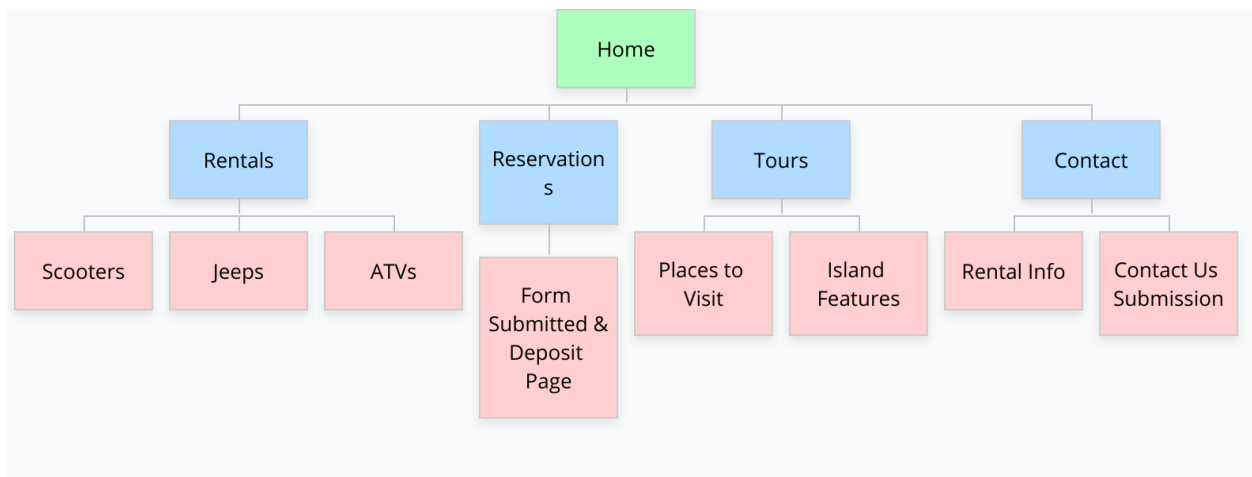 Home
Rentals
Reservation
s
Tours
Contact
Scooters
Jeeps
ATVs
Form
Submitted &
Deposit
Page
Places to
Visit
Island
Features
Rental Info
Contact Us
Submission